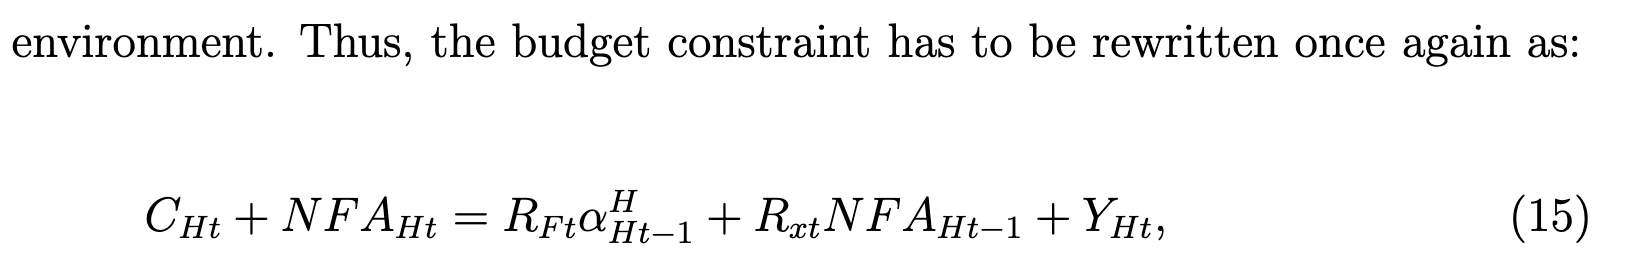 environment. Thus, the budget constraint has to be rewritten once again as:
$C_{Ht} + NFA_{Ht} = R_{Ft}\alpha^{H}_{Ht-1} + R_{xt}NFA_{Ht-1} + Y_{Ht},$ (15)